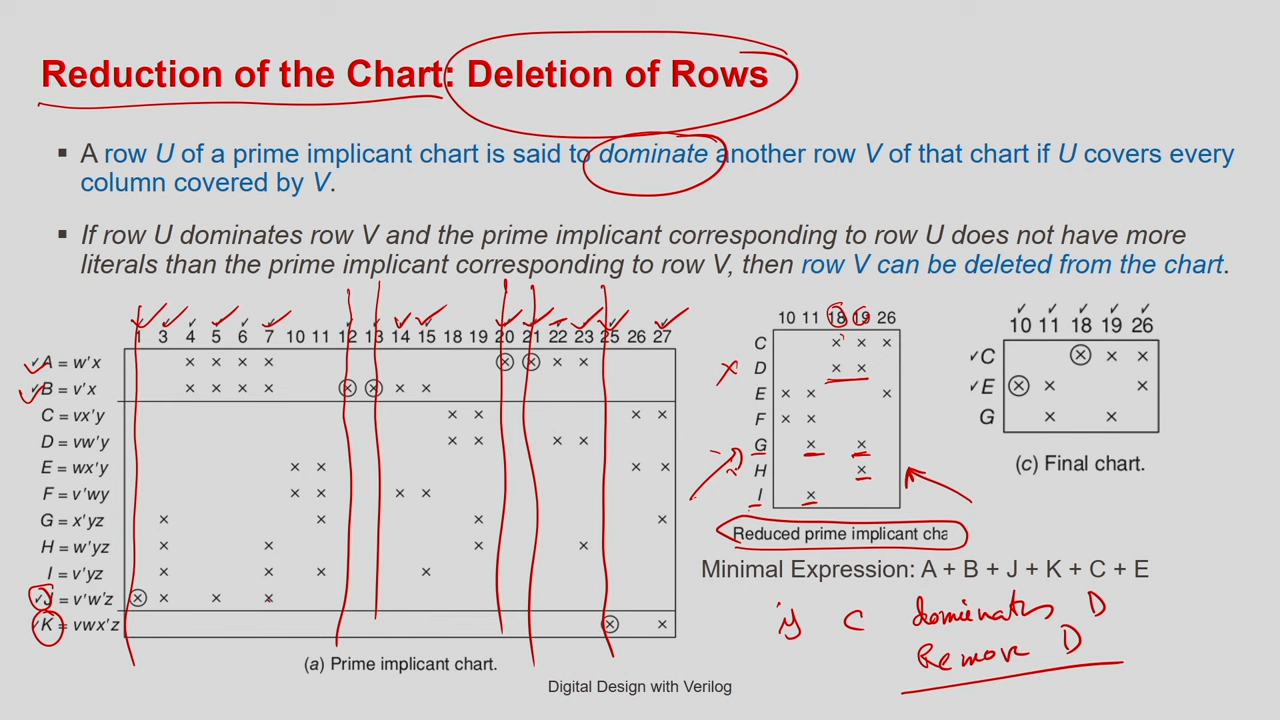 Reduction of the Chart: Deletion of Rows
▪ A row U of a prime implicant chart is said to dominate another row V of that chart if U covers every
column covered by V.
▪ If row U dominates row V and the prime implicant corresponding to row U does not have more
literals than the prime implicant corresponding to row V, then row V can be deleted from the chart.
✓ ✓ ✓ ✓ ✓ ✓ ✓ ✓ ✓ ✓ ✓ ✓ ✓ ✓ ✓ ✓
1 3 4 5 6 7 10 11 12 13 14 15 18 19 20 21 22 23 25 26 27
✓A = w'x × × × × ⊗ ⊗ × ×
✓B = v'x × × × × ⊗ ⊗ × ×
C = vx'y × × × ×
D = vw'y × × × ×
E = wx'y × × × ×
F = v'wy × × × ×
G = x'yz × × × ×
H = w'yz × × × ×
I = v'yz × × × ×
✓J = v'w'z ⊗ × × ×
✓K = vwx'z ⊗ ×
(a) Prime implicant chart.
10 11 18 19 26
C × × ×
D × ×
E × × ×
F × ×
G × ×
H ×
I ×
Reduced prime implicant cha
✓ ✓ ✓ ✓ ✓
10 11 18 19 26
✓C ⊗ × ×
✓E ⊗ × ×
G × ×
(c) Final chart.
Minimal Expression: A + B + J + K + C + E
if C dominates D
Remove D
Digital Design with Verilog